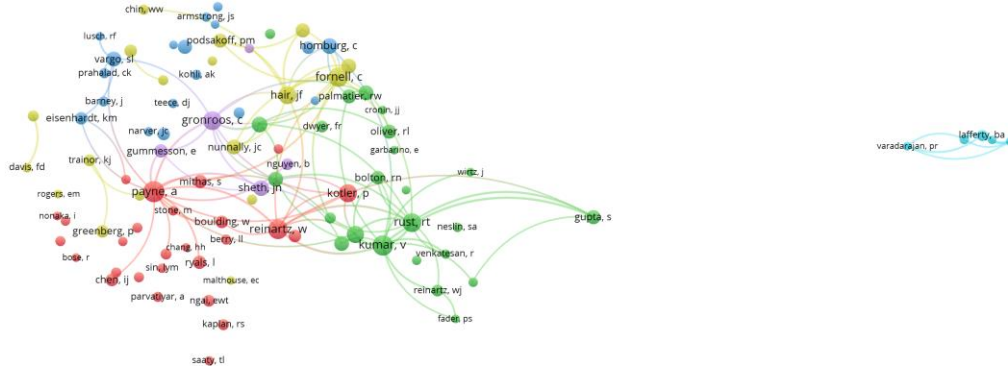 chin, ww
armstrong, js
lusch, rf
podsakoff, pm
homburg, c
vargo, sl
prahalad, ck
kohli, ak
fornell, c
barney, j
teece, dj
hair, jf
palmatier, rw
cronin, jj
eisenhardt, km
gronroos, c
dwyer, fr
oliver, rl
narver, jc
nunnally, jc
garbarino, e
gummesson, e
lafferty, ba
varadarajan, pr
davis, fd
trainor, kj
nguyen, b
wirtz, j
bolton, rn
mithas, s
sheth, jn
rogers, em
payne, a
kotler, p
stone, m
nonaka, i
boulding, w
rust, rt
gupta, s
greenberg, p
reinartz, w
neslin, sa
berry, ll
chang, hh
kumar, v
venkatesan, r
bose, r
sin, lym
ryals, l
chen, ij
malthouse, ec
reinartz, wj
parvatiyar, a
ngai, ewt
fader, ps
kaplan, rs
saaty, tl